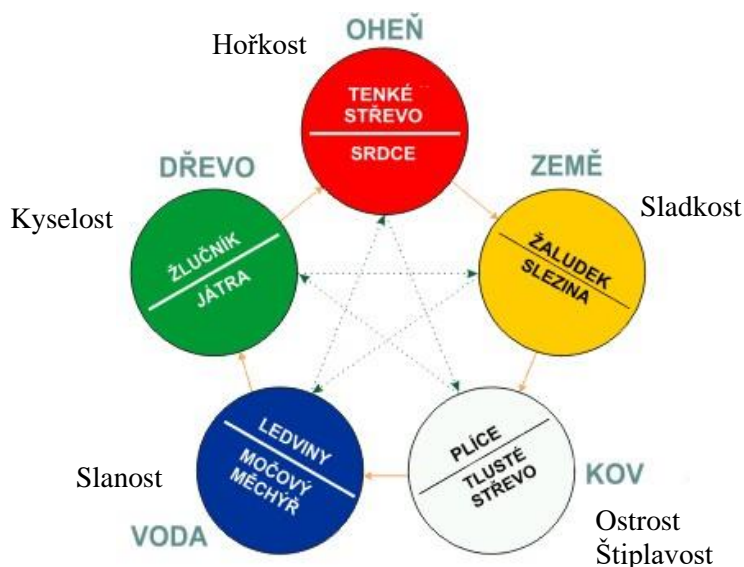 Hořkost
OHEŇ
TENKÉ
STŘEVO
SRDCE
DŘEVO
ZEMĚ
Kyselost
Sladkost
ŽLUČNÍK
JÁTRA
ŽALUDEK
SLEZINA
LEDVINY
MOČOVÝ
MĚCHÝŘ
PLÍCE
TLUSTÉ
STŘEVO
Slanost
KOV
VODA
Ostrost
Štiplavost